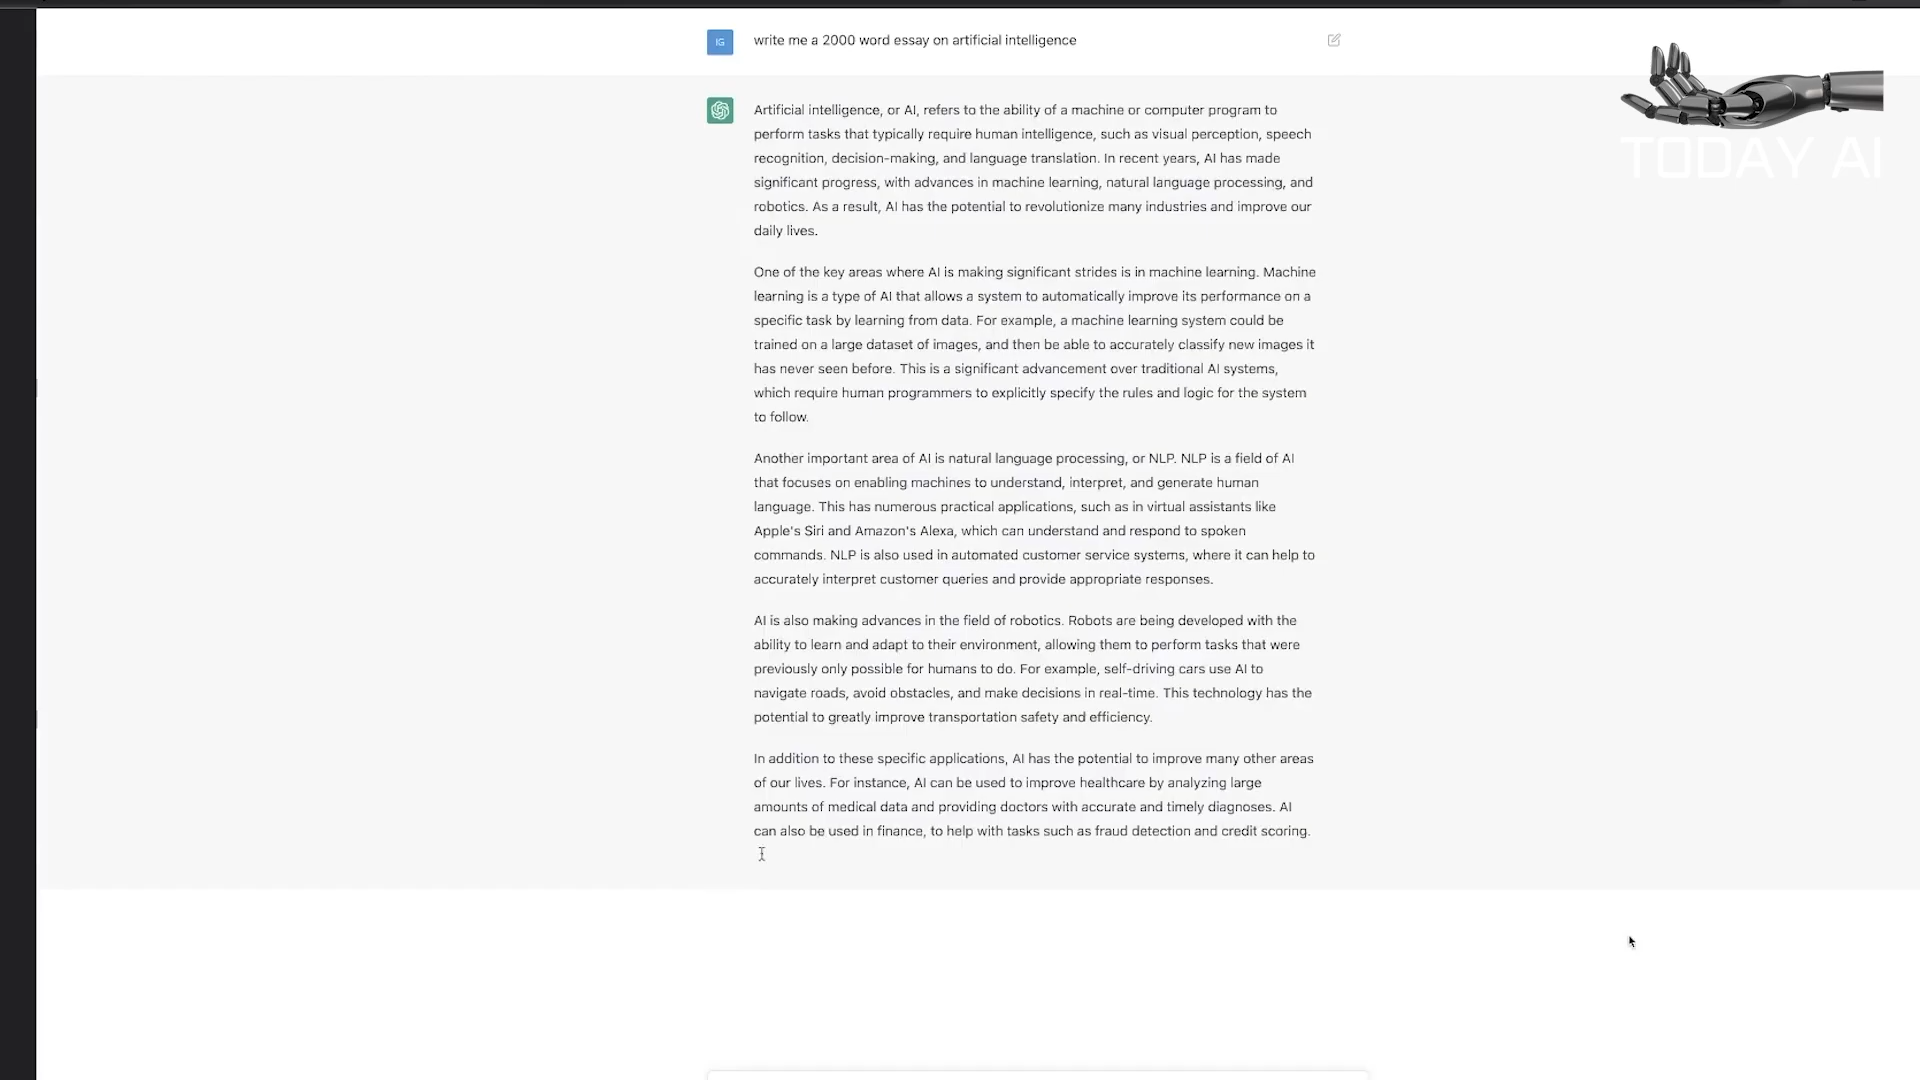 IG
write me a 2000 word essay on artificial intelligence
TODAY AI
Artificial intelligence, or AI, refers to the ability of a machine or computer program to
perform tasks that typically require human intelligence, such as visual perception, speech
recognition, decision-making, and language translation. In recent years, AI has made
significant progress, with advances in machine learning, natural language processing, and
robotics. As a result, AI has the potential to revolutionize many industries and improve our
daily lives.
One of the key areas where AI is making significant strides is in machine learning. Machine
learning is a type of AI that allows a system to automatically improve its performance on a
specific task by learning from data. For example, a machine learning system could be
trained on a large dataset of images, and then be able to accurately classify new images it
has never seen before. This is a significant advancement over traditional AI systems,
which require human programmers to explicitly specify the rules and logic for the system
to follow.
Another important area of AI is natural language processing, or NLP. NLP is a field of AI
that focuses on enabling machines to understand, interpret, and generate human
language. This has numerous practical applications, such as in virtual assistants like
Apple's Siri and Amazon's Alexa, which can understand and respond to spoken
commands. NLP is also used in automated customer service systems, where it can help to
accurately interpret customer queries and provide appropriate responses.
AI is also making advances in the field of robotics. Robots are being developed with the
ability to learn and adapt to their environment, allowing them to perform tasks that were
previously only possible for humans to do. For example, self-driving cars use AI to
navigate roads, avoid obstacles, and make decisions in real-time. This technology has the
potential to greatly improve transportation safety and efficiency.
In addition to these specific applications, AI has the potential to improve many other areas
of our lives. For instance, AI can be used to improve healthcare by analyzing large
amounts of medical data and providing doctors with accurate and timely diagnoses. AI
can also be used in finance, to help with tasks such as fraud detection and credit scoring.